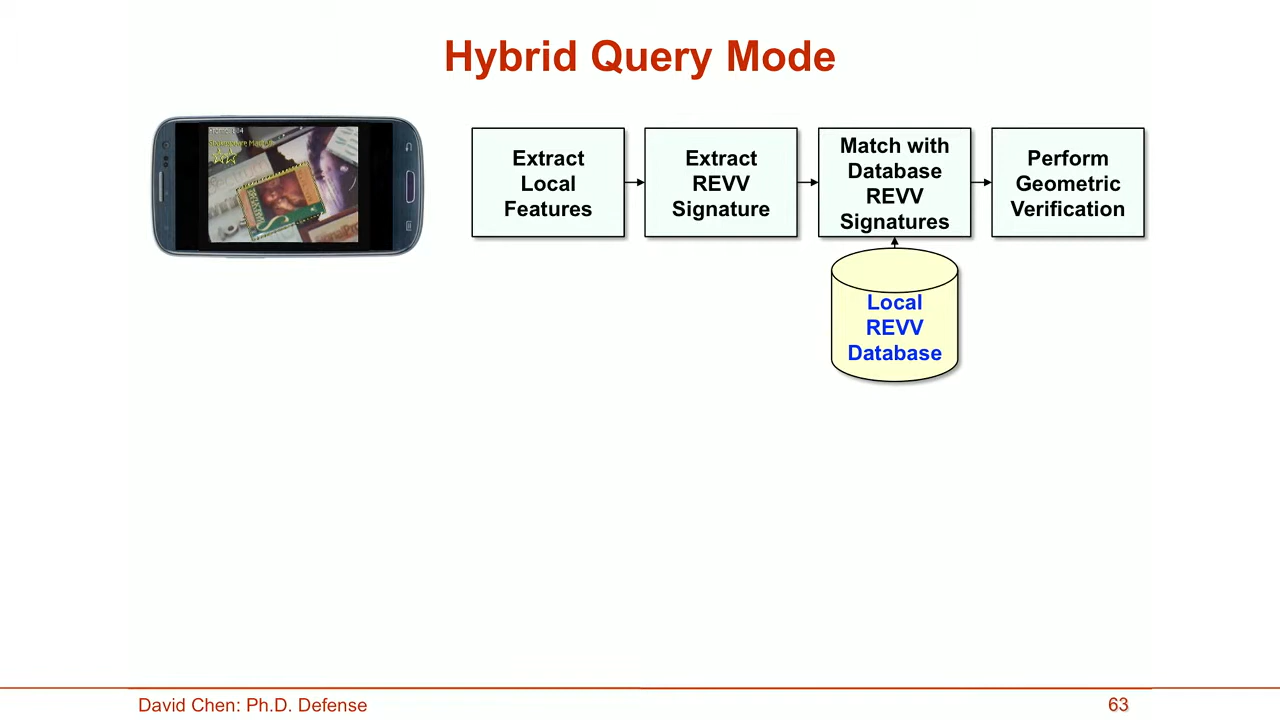 Hybrid Query Mode
Extract
Local
Features
Extract
REVV
Signature
Match with
Database
REVV
Signatures
Perform
Geometric
Verification
Local
REVV
Database
David Chen: Ph.D. Defense
63